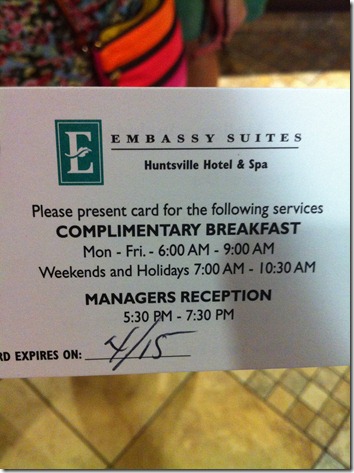 E
EMBASSY SUITES
Huntsville Hotel & Spa
Please present card for the following services
COMPLIMENTARY BREAKFAST
Mon - Fri. - 6:00 AM - 9:00 AM
Weekends and Holidays 7:00 AM - 10:30 AM
MANAGERS RECEPTION
5:30 PM - 7:30 PM
RD EXPIRES ON: 4/15